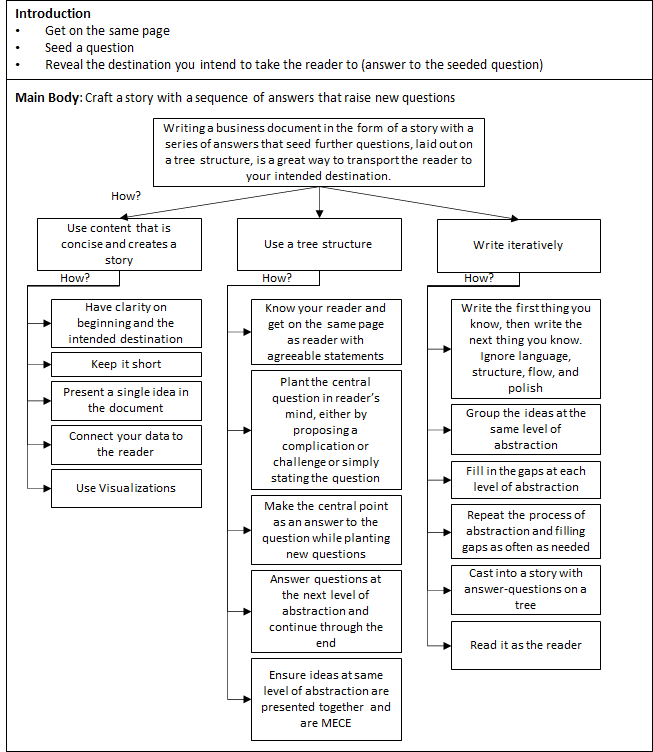 Introduction
• Get on the same page
• Seed a question
• Reveal the destination you intend to take the reader to (answer to the seeded question)
Main Body: Craft a story with a sequence of answers that raise new questions
Writing a business document in the form of a story with a
series of answers that seed further questions, laid out on
a tree structure, is a great way to transport the reader to
your intended destination.
How?
Use content that is
concise and creates a
story
How?
Have clarity on
beginning and the
intended destination
Keep it short
Present a single idea in
the document
Connect your data to
the reader
Use Visualizations
Use a tree structure
How?
Know your reader and
get on the same page
as reader with
agreeable statements
Plant the central
question in reader's
mind, either by
proposing a
complication or
challenge or simply
stating the question
Make the central point
as an answer to the
question while planting
new questions
Answer questions at
the next level of
abstraction and
continue through the
end
Ensure ideas at same
level of abstraction are
presented together and
are MECE
Write iteratively
How?
Write the first thing you
know, then write the
next thing you know.
Ignore language,
structure, flow, and
polish
Group the ideas at the
same level of
abstraction
Fill in the gaps at each
level of abstraction
Repeat the process of
abstraction and filling
gaps as often as needed
Cast into a story with
answer-questions on a
tree
Read it as the reader